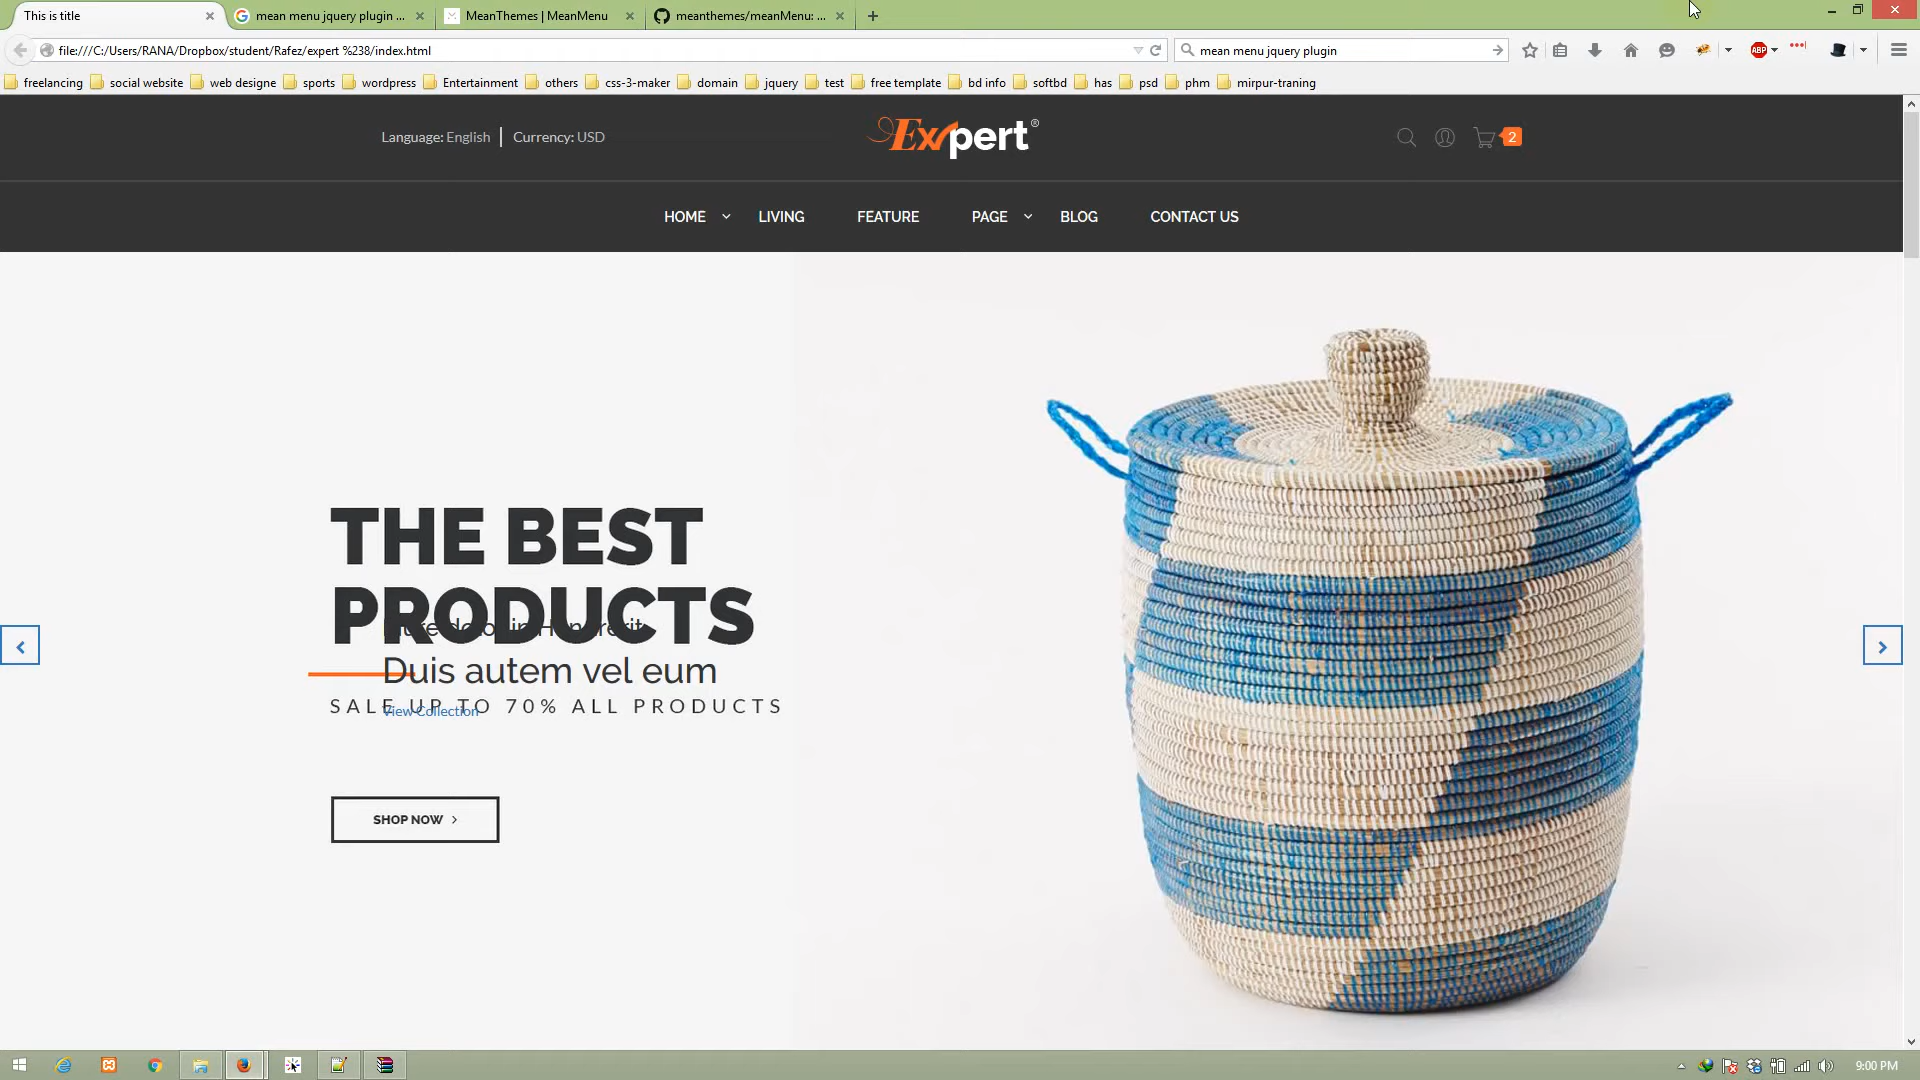 This is title
mean menu jquery plugin ...
MeanThemes | MeanMenu
meanthemes/meanMenu: ...
file:///C:/Users/RANA/Dropbox/student/Rafez/expert %238/index.html
mean menu jquery plugin
ABP
freelancing
social website
web designe
sports
wordpress
Entertainment
others
css-3-maker
domain
jquery
test
free template
bd info
softbd
has
psd
phm
mirpur-traning
Language: English
Currency: USD
Expert®
2
HOME
LIVING
FEATURE
PAGE
BLOG
CONTACT US
THE BEST
PRODUCTS
Duis autem vel eum
SALE UP TO 70% ALL PRODUCTS
View Collection
SHOP NOW
9:00 PM